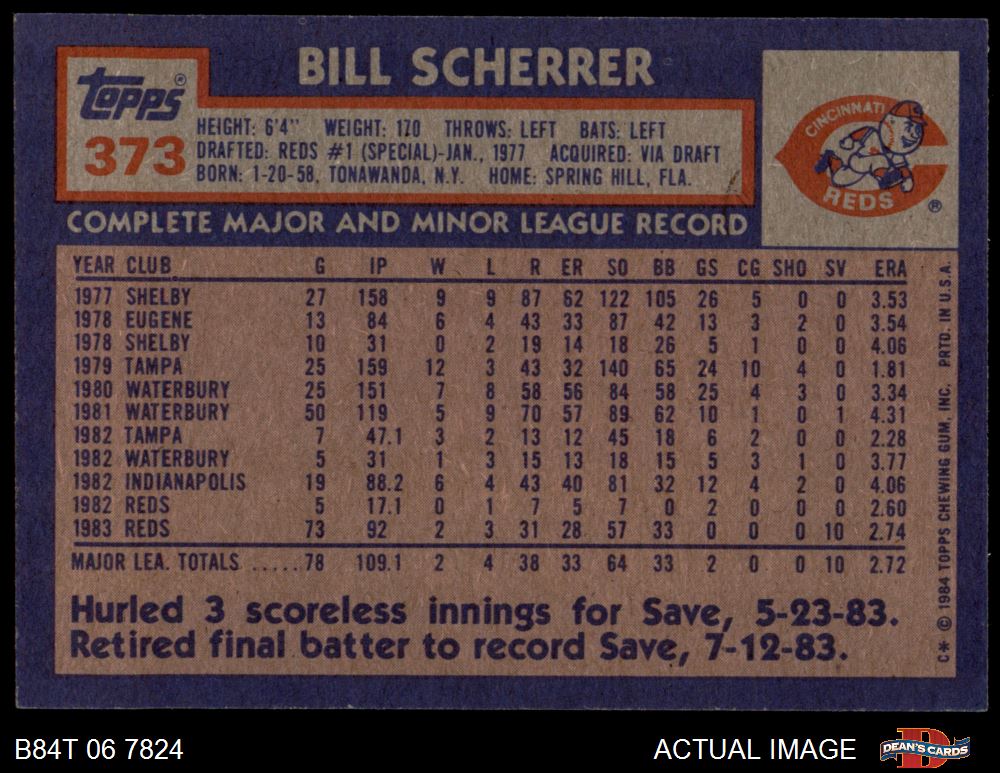 BILL SCHERRER
Topps®
373
HEIGHT: 6'4" WEIGHT: 170 THROWS: LEFT BATS: LEFT
DRAFTED: REDS #1 (SPECIAL)-JAN., 1977 ACQUIRED: VIA DRAFT
BORN: 1-20-58, TONAWANDA, N.Y. HOME: SPRING HILL, FLA.
CINCINNATI
REDS
®
COMPLETE MAJOR AND MINOR LEAGUE RECORD
YEAR CLUB G IP W L R ER SO BB GS CG SHO SV ERA
1977 SHELBY 27 158 9 9 87 62 122 105 26 5 0 0 3.53
1978 EUGENE 13 84 6 4 43 33 87 42 13 3 2 0 3.54
1978 SHELBY 10 31 0 2 19 14 18 26 5 1 0 0 4.06
1979 TAMPA 25 159 12 3 43 32 140 65 24 10 4 0 1.81
1980 WATERBURY 25 151 7 8 58 56 84 58 25 4 3 0 3.34
1981 WATERBURY 50 119 5 9 70 57 89 62 10 1 0 1 4.31
1982 TAMPA 7 47.1 3 2 13 12 45 18 6 2 0 0 2.28
1982 WATERBURY 5 31 1 3 15 13 18 15 5 3 1 0 3.77
1982 INDIANAPOLIS 19 88.2 6 4 43 40 81 32 12 4 2 0 4.06
1982 REDS 5 17.1 0 1 7 5 7 0 2 0 0 0 2.60
1983 REDS 73 92 2 3 31 28 57 33 0 0 0 10 2.74
MAJOR LEA. TOTALS .....78 109.1 2 4 38 33 64 33 2 0 0 10 2.72
Hurled 3 scoreless innings for Save, 5-23-83.
Retired final batter to record Save, 7-12-83.
C* © 1984 TOPPS CHEWING GUM, INC. PRTD. IN U.S.A.
B84T 06 7824 ACTUAL IMAGE DEAN'S CARDS